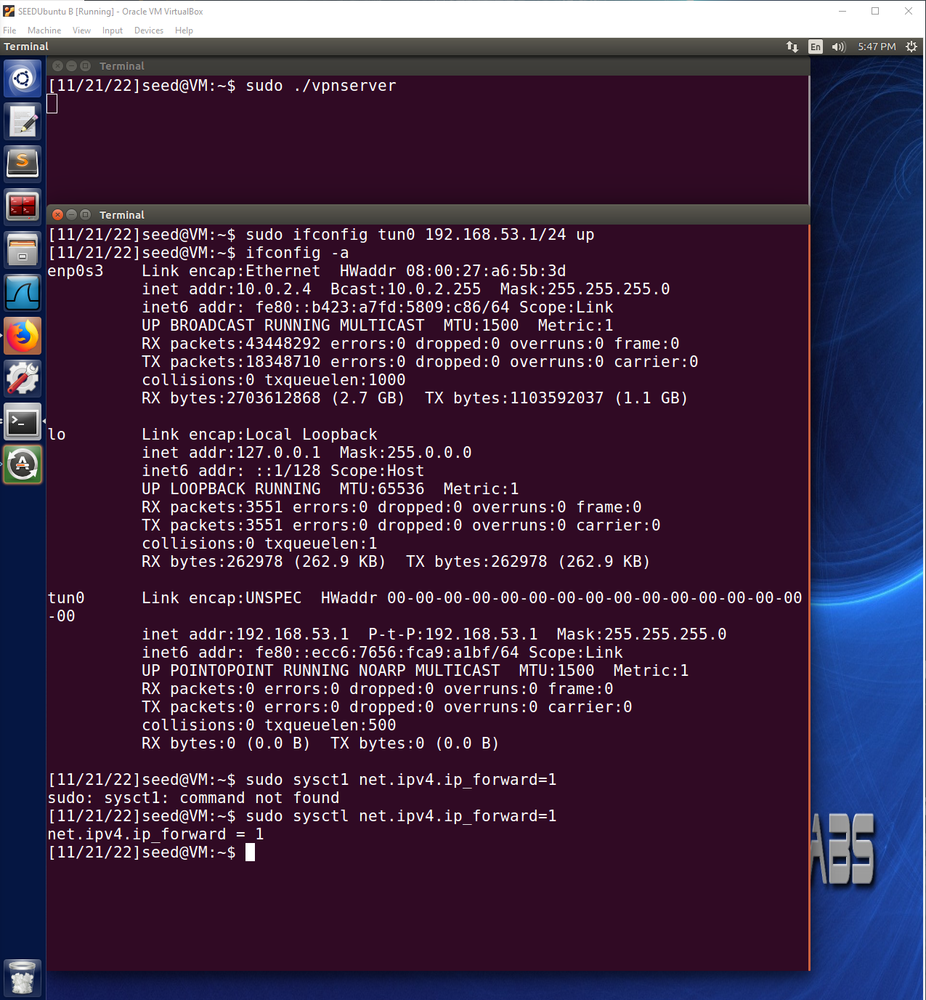 SEEDUbuntu B [Running] - Oracle VM VirtualBox
File Machine View Input Devices Help
Terminal En 5:47 PM
Terminal
[11/21/22]seed@VM:~$ sudo ./vpnserver
Terminal
[11/21/22]seed@VM:~$ sudo ifconfig tun0 192.168.53.1/24 up
[11/21/22]seed@VM:~$ ifconfig -a
enp0s3 Link encap:Ethernet HWaddr 08:00:27:a6:5b:3d
inet addr:10.0.2.4 Bcast:10.0.2.255 Mask:255.255.255.0
inet6 addr: fe80::b423:a7fd:5809:c86/64 Scope:Link
UP BROADCAST RUNNING MULTICAST MTU:1500 Metric:1
RX packets:43448292 errors:0 dropped:0 overruns:0 frame:0
TX packets:18348710 errors:0 dropped:0 overruns:0 carrier:0
collisions:0 txqueuelen:1000
RX bytes:2703612868 (2.7 GB) TX bytes:1103592037 (1.1 GB)
lo Link encap:Local Loopback
inet addr:127.0.0.1 Mask:255.0.0.0
inet6 addr: ::1/128 Scope:Host
UP LOOPBACK RUNNING MTU:65536 Metric:1
RX packets:3551 errors:0 dropped:0 overruns:0 frame:0
TX packets:3551 errors:0 dropped:0 overruns:0 carrier:0
collisions:0 txqueuelen:1
RX bytes:262978 (262.9 KB) TX bytes:262978 (262.9 KB)
tun0 Link encap:UNSPEC HWaddr 00-00-00-00-00-00-00-00-00-00-00-00-00-00-00
-00
inet addr:192.168.53.1 P-t-P:192.168.53.1 Mask:255.255.255.0
inet6 addr: fe80::ecc6:7656:fca9:a1bf/64 Scope:Link
UP POINTOPOINT RUNNING NOARP MULTICAST MTU:1500 Metric:1
RX packets:0 errors:0 dropped:0 overruns:0 frame:0
TX packets:0 errors:0 dropped:0 overruns:0 carrier:0
collisions:0 txqueuelen:500
RX bytes:0 (0.0 B) TX bytes:0 (0.0 B)
[11/21/22]seed@VM:~$ sudo sysct1 net.ipv4.ip_forward=1
sudo: sysct1: command not found
[11/21/22]seed@VM:~$ sudo sysctl net.ipv4.ip_forward=1
net.ipv4.ip_forward = 1
[11/21/22]seed@VM:~$
ABS